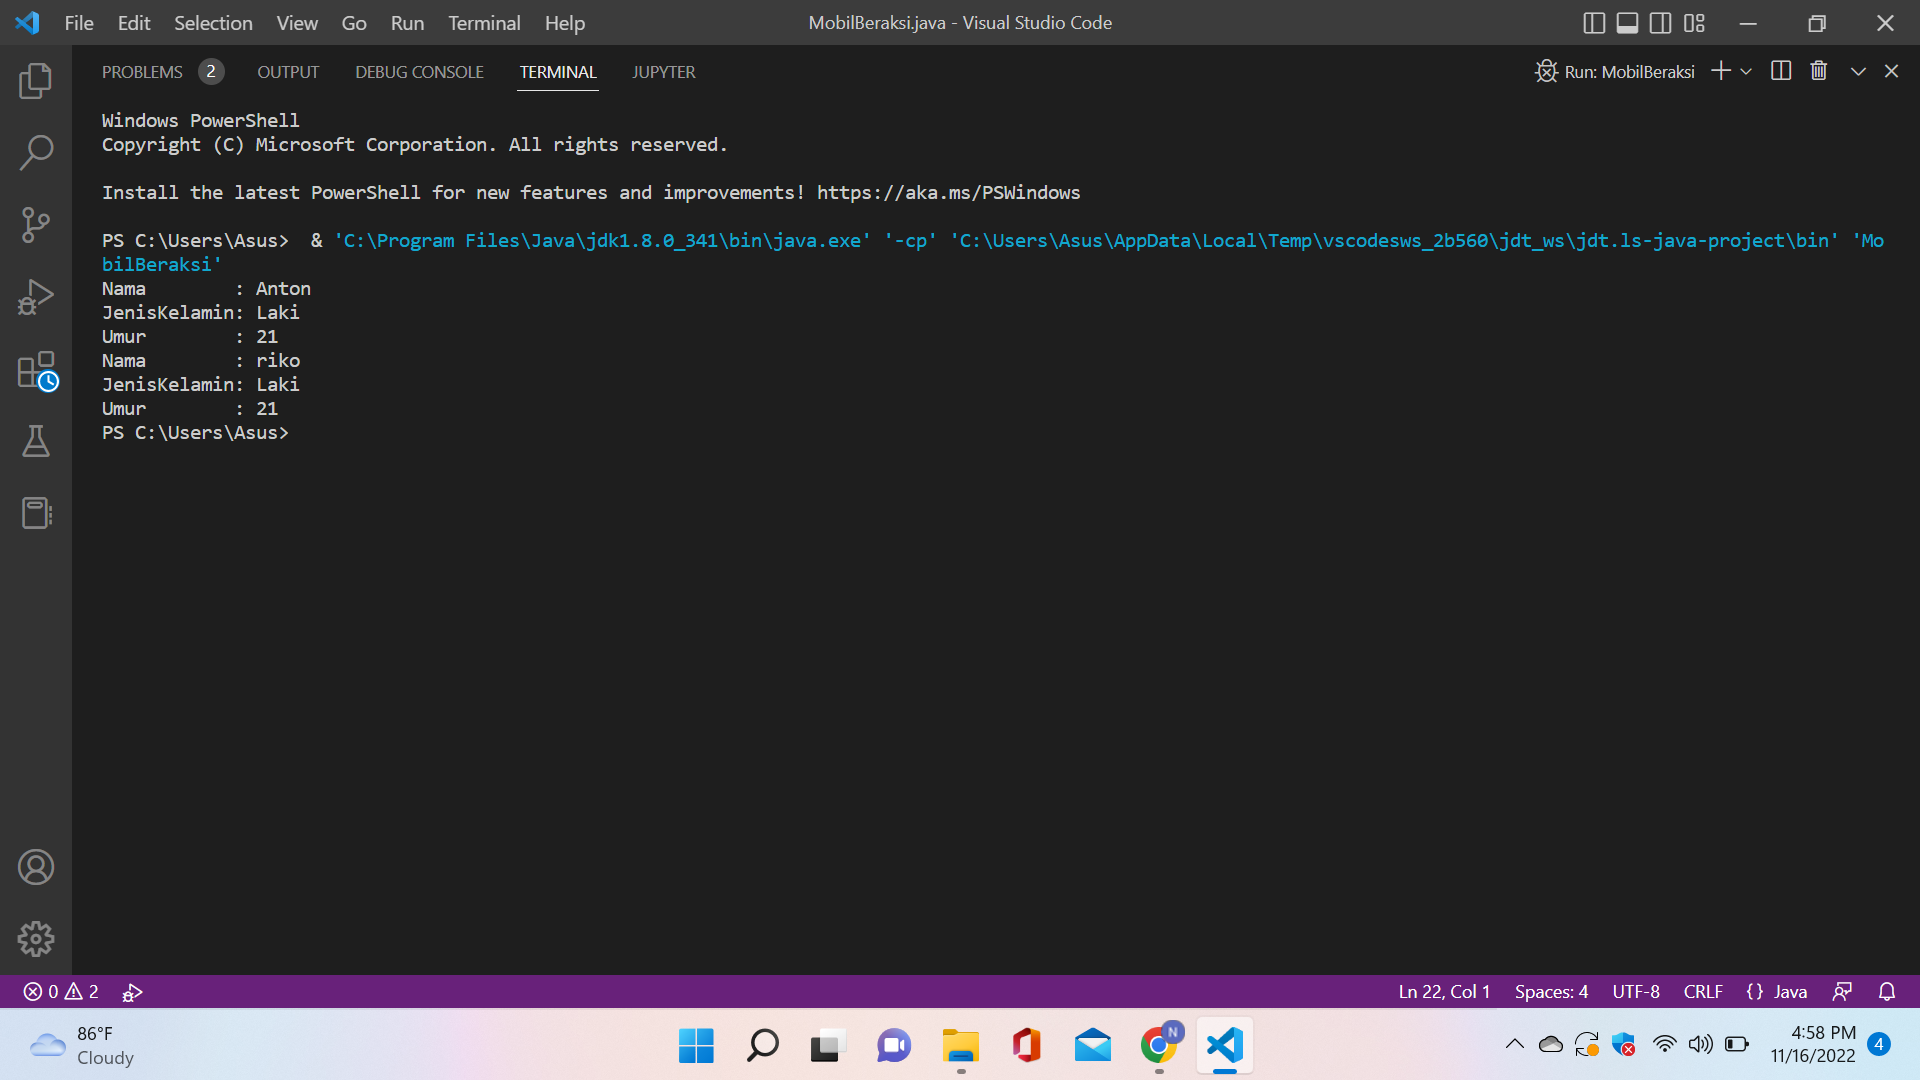 File Edit Selection View Go Run Terminal Help
MobilBeraksi.java - Visual Studio Code
PROBLEMS 2 OUTPUT DEBUG CONSOLE TERMINAL JUPYTER
Run: MobilBeraksi
Windows PowerShell
Copyright (C) Microsoft Corporation. All rights reserved.
Install the latest PowerShell for new features and improvements! https://aka.ms/PSWindows
PS C:\Users\Asus>  & 'C:\Program Files\Java\jdk1.8.0_341\bin\java.exe' '-cp' 'C:\Users\Asus\AppData\Local\Temp\vscodesws_2b560\jdt_ws\jdt.ls-java-project\bin' 'Mo
bilBeraksi'
Nama        : Anton
JenisKelamin: Laki
Umur        : 21
Nama        : riko
JenisKelamin: Laki
Umur        : 21
PS C:\Users\Asus>
0 2
Ln 22, Col 1 Spaces: 4 UTF-8 CRLF {} Java
86°F
Cloudy
N
4:58 PM
11/16/2022
4